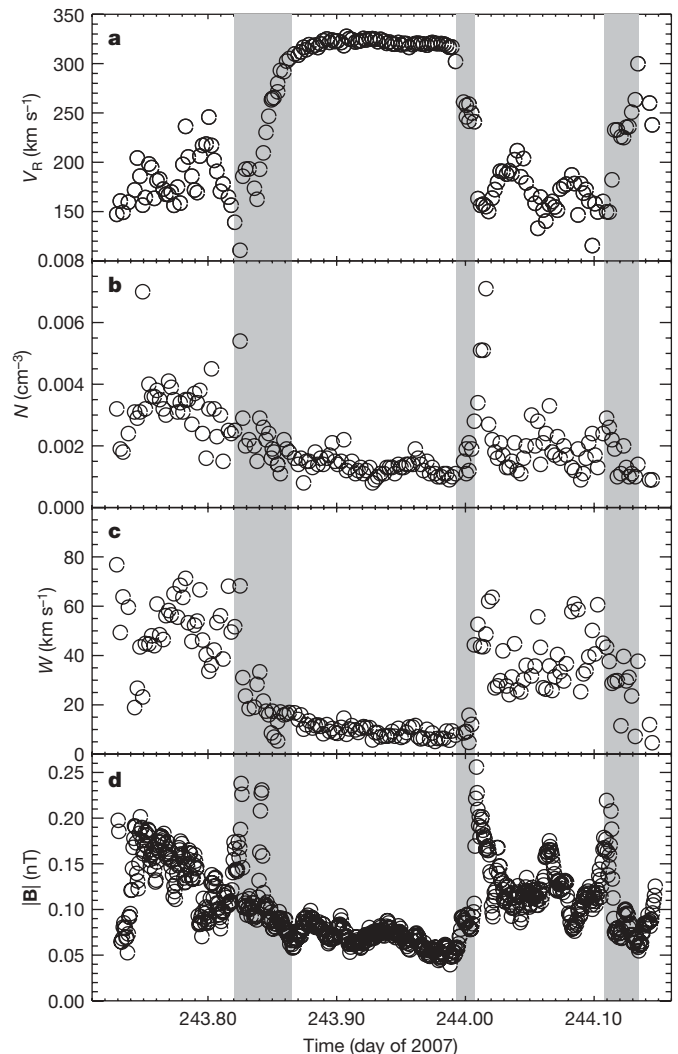 a
350
300
250
200
150
V_R (km s⁻¹)
b
0.008
0.006
0.004
0.002
0.000
N (cm⁻³)
c
80
60
40
20
0
W (km s⁻¹)
d
0.25
0.20
0.15
0.10
0.05
0.00
|B| (nT)
243.80 243.90 244.00 244.10
Time (day of 2007)